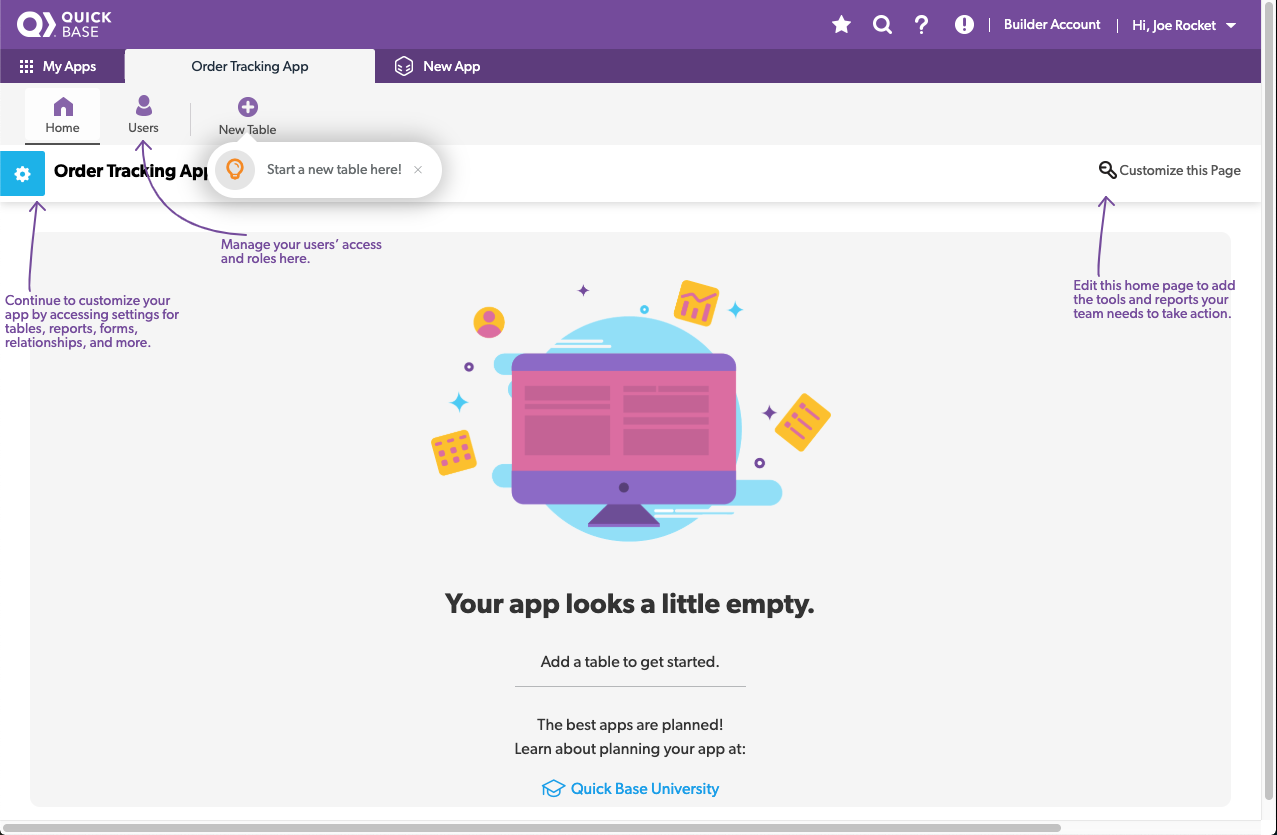 QUICK
BASE
Builder Account
Hi, Joe Rocket
My Apps
Order Tracking App
New App
Home
Users
New Table
Order Tracking App
Start a new table here!
Customize this Page
Manage your users' access
and roles here.
Continue to customize your
app by accessing settings for
tables, reports, forms,
relationships, and more.
Edit this home page to add
the tools and reports your
team needs to take action.
Your app looks a little empty.
Add a table to get started.
The best apps are planned!
Learn about planning your app at:
Quick Base University